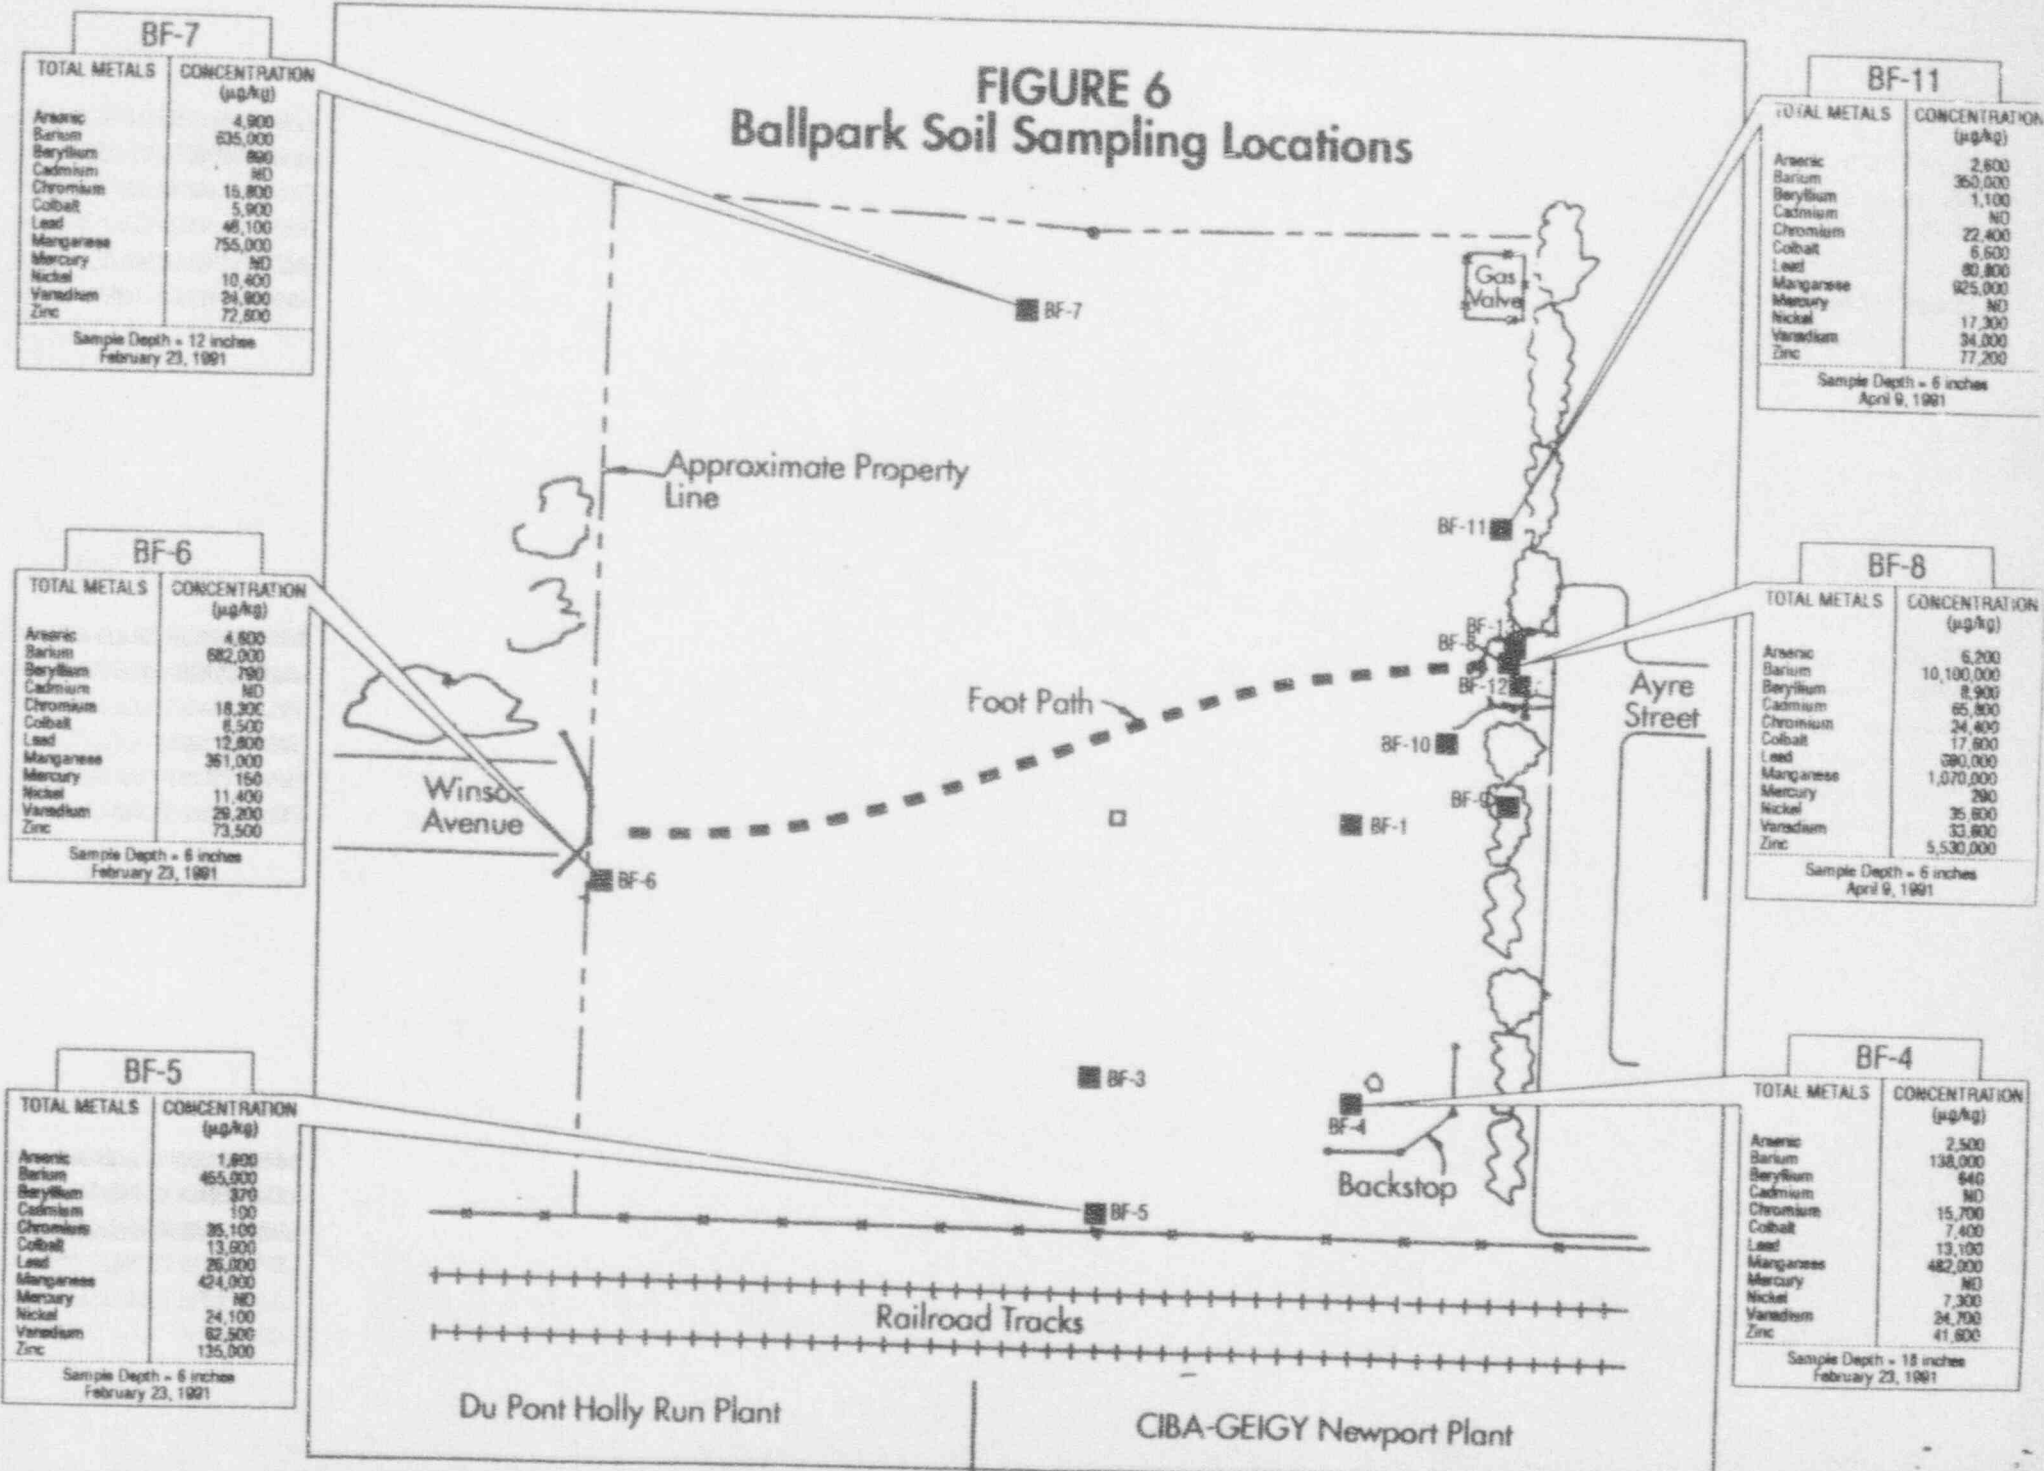 BF-7
TOTAL METALS CONCENTRATION
(µg/kg)
Arsenic 4,900
Barium 635,000
Beryllium
Cadmium ND
Chromium 15,800
Colbalt 5,900
Lead 46,100
Manganese 755,000
Mercury ND
Nickel 10,400
Vanadium 24,900
Zinc 72,600
Sample Depth = 12 inches
February 23, 1991
BF-6
TOTAL METALS CONCENTRATION
(µg/kg)
Arsenic 4,600
Barium 682,000
Beryllium 790
Cadmium ND
Chromium 18,300
Colbalt
Lead 12,800
Manganese 361,000
Mercury 150
Nickel 11,400
Vanadium 29,200
Zinc 73,500
Sample Depth = 6 inches
February 23, 1991
BF-5
TOTAL METALS CONCENTRATION
(µg/kg)
Arsenic
Barium 455,000
Beryllium 370
Cadmium 100
Chromium 35,100
Colbalt
Lead 26,000
Manganese 424,000
Mercury ND
Nickel 24,100
Vanadium 62,500
Zinc 135,000
Sample Depth = 6 inches
February 23, 1991
FIGURE 6
Ballpark Soil Sampling Locations
Gas
Valve
BF-7
Approximate Property
Line
BF-11
BF-13
BF-8
BF-12
Foot Path
Ayre
Street
BF-10
Winsor
Avenue
BF-9
BF-1
BF-6
BF-3
BF-4
Backstop
BF-5
Railroad Tracks
Du Pont Holly Run Plant
CIBA-GEIGY Newport Plant
BF-11
TOTAL METALS CONCENTRATION
(µg/kg)
Arsenic 2,600
Barium 350,000
Beryllium 1,100
Cadmium ND
Chromium 22,400
Colbalt 6,600
Lead 80,800
Manganese 925,000
Mercury ND
Nickel 17,300
Vanadium 34,000
Zinc 77,200
Sample Depth = 6 inches
April 9, 1991
BF-8
TOTAL METALS CONCENTRATION
(µg/kg)
Arsenic 6,200
Barium 10,100,000
Beryllium 8,900
Cadmium 65,800
Chromium 24,400
Colbalt 17,600
Lead
Manganese 1,070,000
Mercury 290
Nickel 35,600
Vanadium 33,600
Zinc 5,530,000
Sample Depth = 6 inches
April 9, 1991
BF-4
TOTAL METALS CONCENTRATION
(µg/kg)
Arsenic 2,500
Barium 138,000
Beryllium 640
Cadmium ND
Chromium 15,700
Colbalt 7,400
Lead 13,100
Manganese 482,000
Mercury ND
Nickel 7,300
Vanadium 24,700
Zinc 41,600
Sample Depth = 18 inches
February 23, 1991